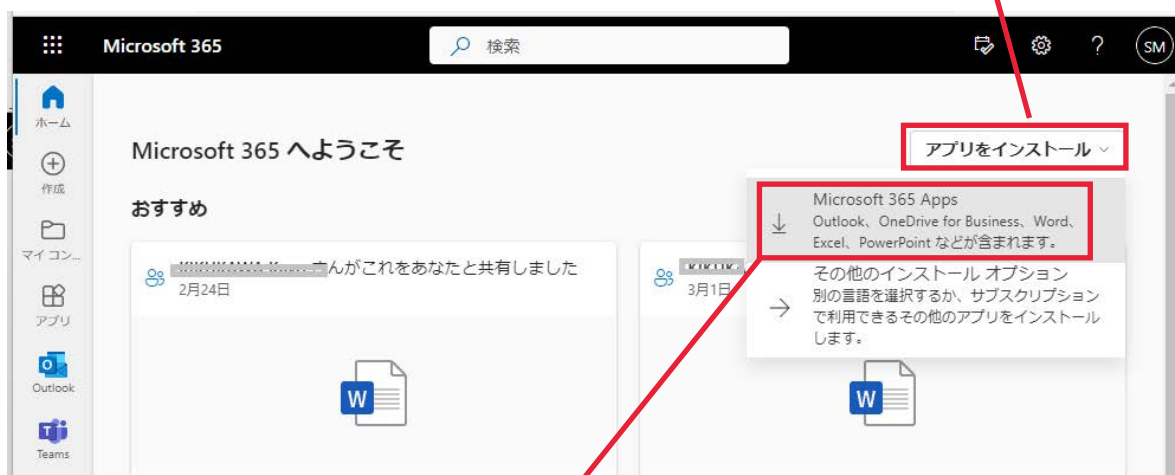 Microsoft 365
検索
SM
ホーム
作成
マイ コン...
アプリ
Outlook
Teams
Microsoft 365 へようこそ
アプリをインストール
おすすめ
Microsoft 365 Apps
Outlook、OneDrive for Business、Word、
Excel、PowerPoint などが含まれます。
その他のインストール オプション
別の言語を選択するか、サブスクリプション
で利用できるその他のアプリをインストール
します。
さんがこれをあなたと共有しました
2月24日
3月1日
W
W